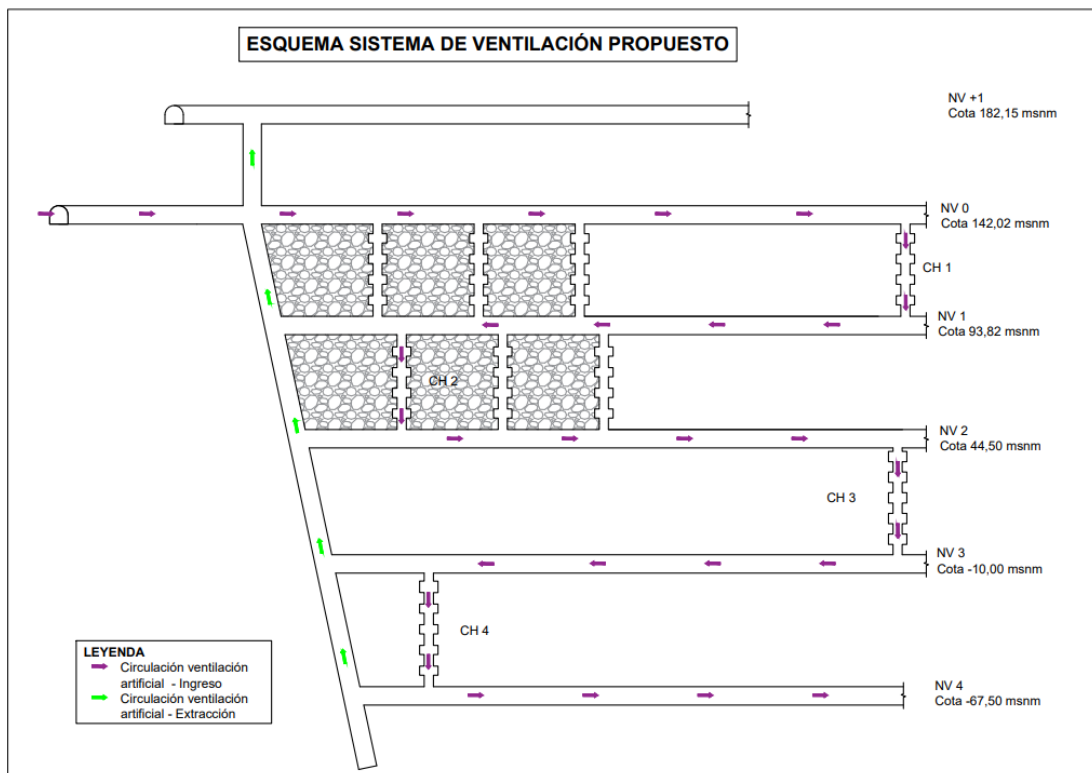 ESQUEMA SISTEMA DE VENTILACIÓN PROPUESTO
NV +1
Cota 182,15 msnm
NV 0
Cota 142,02 msnm
CH 1
NV 1
Cota 93,82 msnm
CH 2
NV 2
Cota 44,50 msnm
CH 3
NV 3
Cota -10,00 msnm
CH 4
LEYENDA
Circulación ventilación
artificial - Ingreso
Circulación ventilación
artificial - Extracción
NV 4
Cota -67,50 msnm